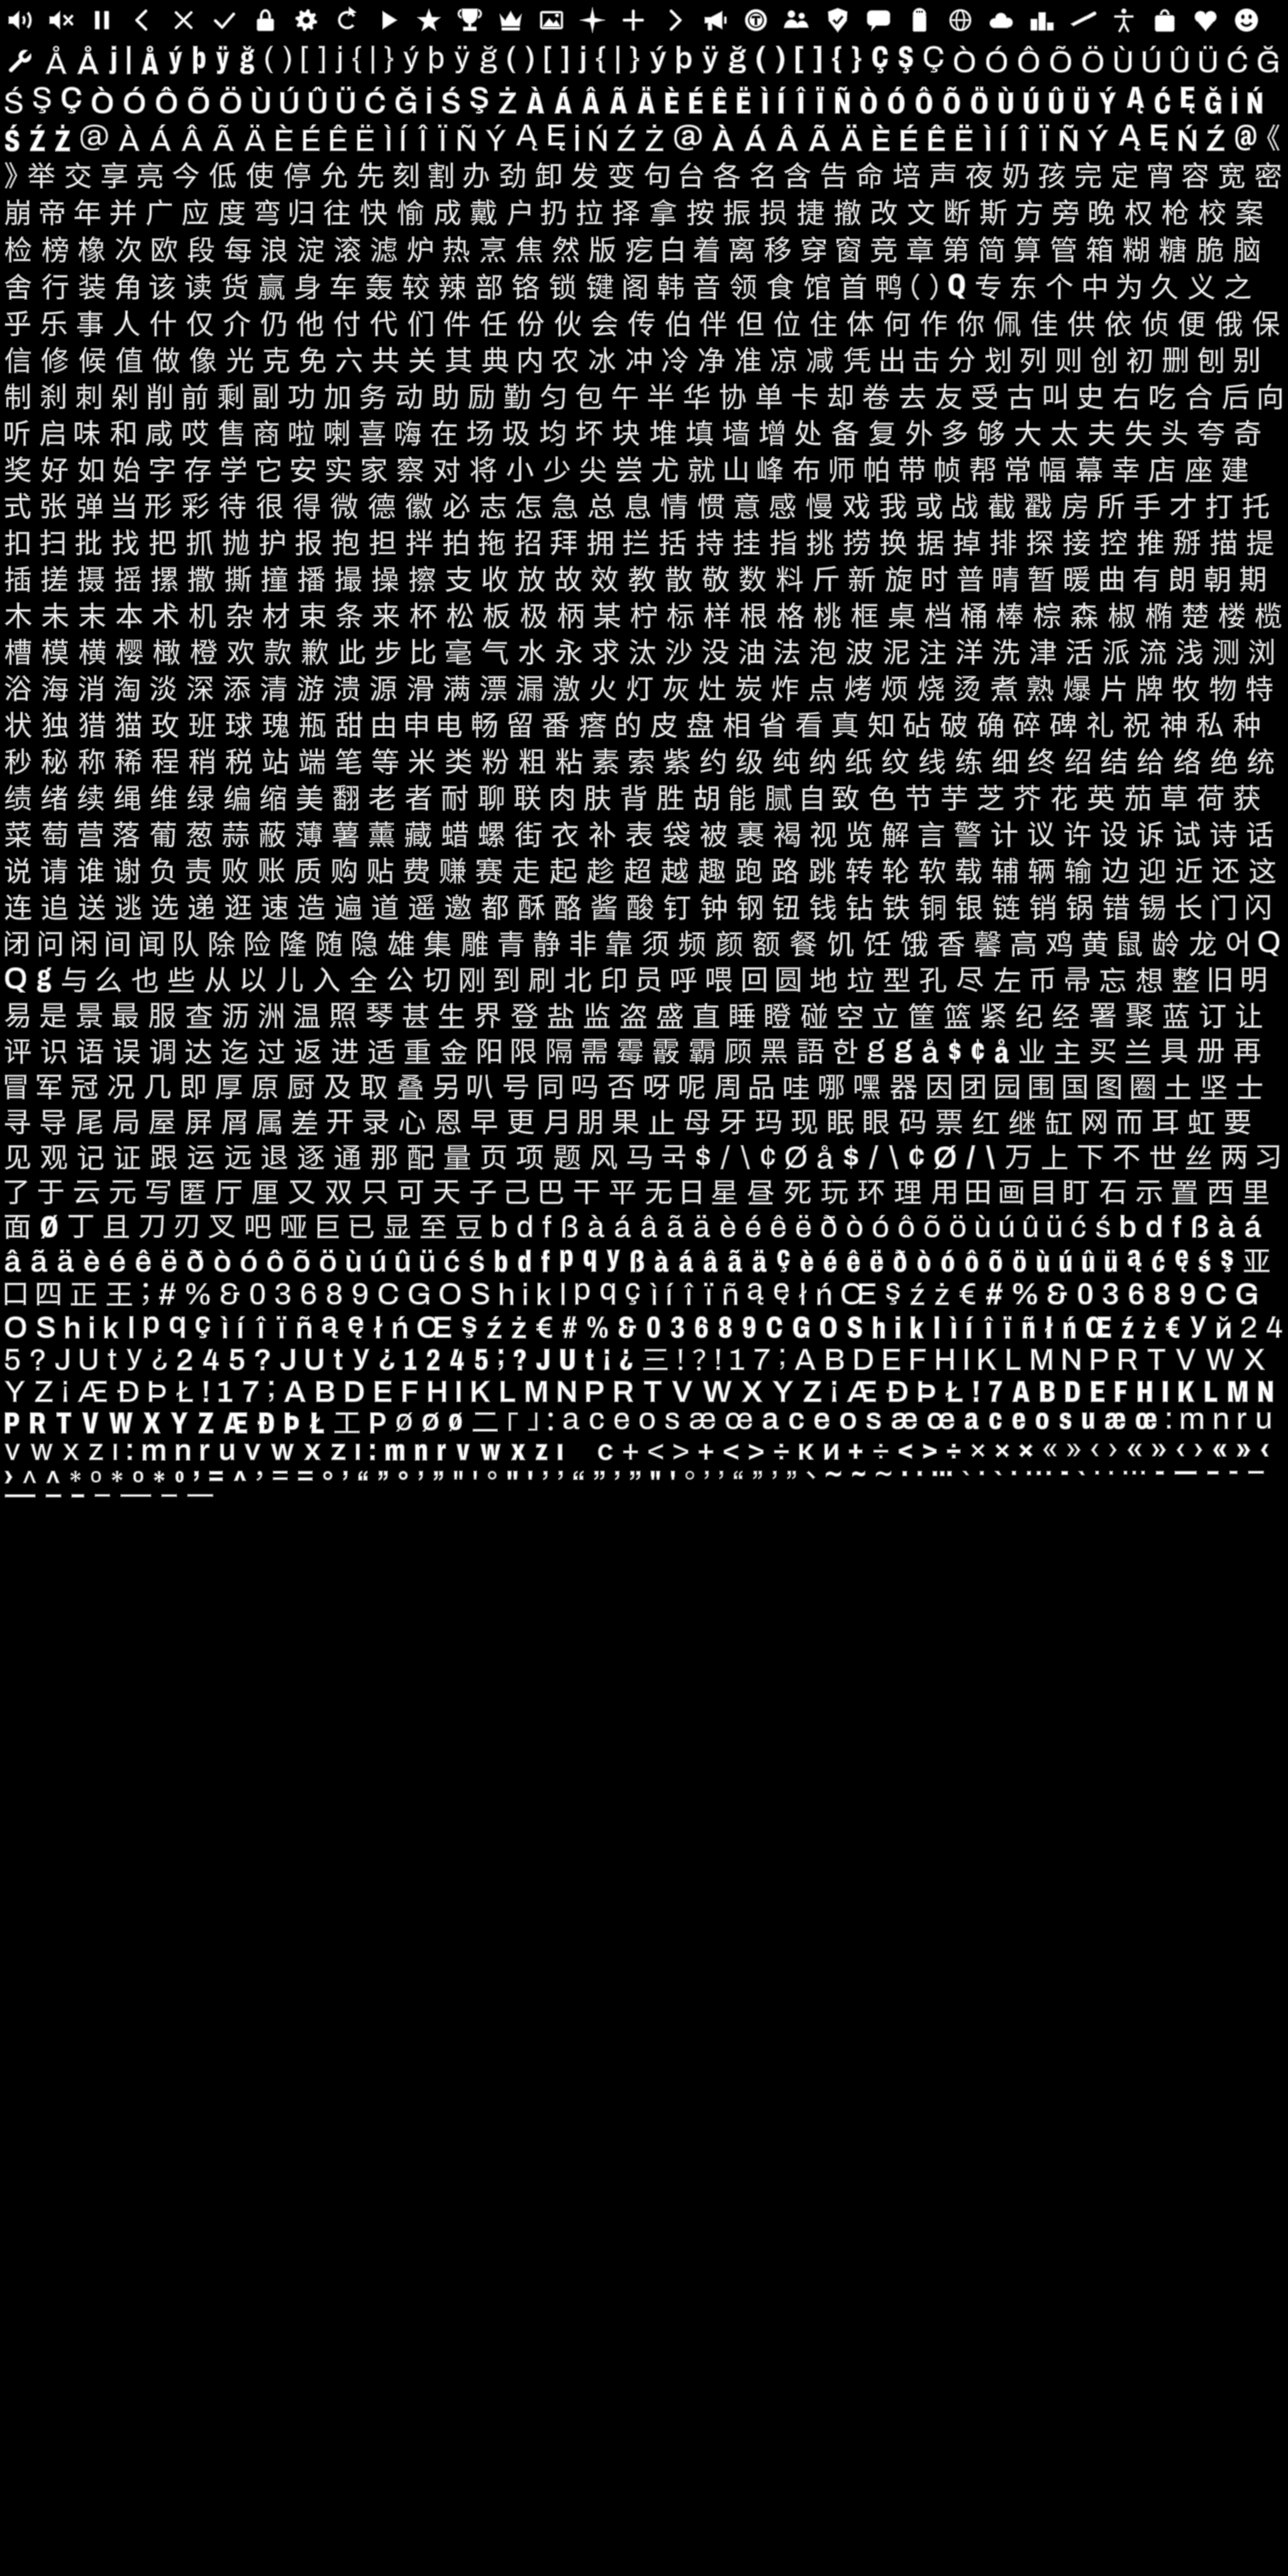 Å Å j | Å ý þ ÿ ğ ( ) [ ] j { | } ý þ ÿ ğ ( ) [ ] j { | } ý þ ÿ ğ ( ) [ ] { } Ç Ş Ç Ò Ó Ô Õ Ö Ù Ú Û Ü Ć Ğ
Ś Ş Ç Ò Ó Ô Õ Ö Ù Ú Û Ü Ć Ğ İ Ś Ş Ż À Á Â Ã Ä È É Ê Ë Ì Í Î Ï Ñ Ò Ó Ô Õ Ö Ù Ú Û Ü Ý Ą Ć Ę Ğ İ Ń
Ś Ź Ż @ À Á Â Ã Ä È É Ê Ë Ì Í Î Ï Ñ Ý Ą Ę İ Ń Ź Ż @ À Á Â Ã Ä È É Ê Ë Ì Í Î Ï Ñ Ý Ą Ę Ń Ź @ 《
》 举 交 享 亮 今 低 使 停 允 先 刻 割 办 劲 卸 发 变 句 台 各 名 含 告 命 培 声 夜 奶 孩 完 定 宵 容 宽 密
崩 帝 年 并 广 应 度 弯 归 往 快 愉 成 戴 户 扔 拉 择 拿 按 振 损 捷 撤 改 文 断 斯 方 旁 晚 权 枪 校 案
检 榜 橡 次 欧 段 每 浪 淀 滚 滤 炉 热 烹 焦 然 版 疙 白 着 离 移 穿 窗 竞 章 第 简 算 管 箱 糊 糖 脆 脑
舍 行 装 角 该 读 货 赢 身 车 轰 较 辣 部 铬 锁 键 阁 韩 音 领 食 馆 首 鸭 ( ) Q 专 东 个 中 为 久 义 之
乎 乐 事 人 什 仅 介 仍 他 付 代 们 件 任 份 伙 会 传 伯 伴 但 位 住 体 何 作 你 佩 佳 供 依 侦 便 俄 保
信 修 候 值 做 像 光 克 免 六 共 关 其 典 内 农 冰 冲 冷 净 准 凉 减 凭 出 击 分 划 列 则 创 初 删 刨 别
制 刹 刺 剁 削 前 剩 副 功 加 务 动 助 励 勤 匀 包 午 半 华 协 单 卡 却 卷 去 友 受 古 叫 史 右 吃 合 后 向
听 启 味 和 咸 哎 售 商 啦 喇 喜 嗨 在 场 圾 均 坏 块 堆 填 墙 增 处 备 复 外 多 够 大 太 夫 失 头 夸 奇
奖 好 如 始 字 存 学 它 安 实 家 察 对 将 小 少 尖 尝 尤 就 山 峰 布 师 帕 带 帧 帮 常 幅 幕 幸 店 座 建
式 张 弹 当 形 彩 待 很 得 微 德 徽 必 志 怎 急 总 息 情 惯 意 感 慢 戏 我 或 战 截 戳 房 所 手 才 打 托
扣 扫 批 找 把 抓 抛 护 报 抱 担 拌 拍 拖 招 拜 拥 拦 括 持 挂 指 挑 捞 换 据 掉 排 探 接 控 推 掰 描 提
插 搓 摄 摇 摞 撒 撕 撞 播 撮 操 擦 支 收 放 故 效 教 散 敬 数 料 斤 新 旋 时 普 晴 暂 暖 曲 有 朗 朝 期
木 未 末 本 术 机 杂 材 束 条 来 杯 松 板 极 柄 某 柠 标 样 根 格 桃 框 桌 档 桶 棒 棕 森 椒 椭 楚 楼 榄
槽 模 横 樱 橄 橙 欢 款 歉 此 步 比 毫 气 水 永 求 汰 沙 没 油 法 泡 波 泥 注 洋 洗 津 活 派 流 浅 测 浏
浴 海 消 淘 淡 深 添 清 游 溃 源 滑 满 漂 漏 激 火 灯 灰 灶 炭 炸 点 烤 烦 烧 烫 煮 熟 爆 片 牌 牧 物 特
状 独 猎 猫 玫 班 球 瑰 瓶 甜 由 申 电 畅 留 番 瘩 的 皮 盘 相 省 看 真 知 砧 破 确 碎 碑 礼 祝 神 私 种
秒 秘 称 稀 程 稍 税 站 端 笔 等 米 类 粉 粗 粘 素 索 紫 约 级 纯 纳 纸 纹 线 练 细 终 绍 结 给 络 绝 统
绩 绪 续 绳 维 绿 编 缩 美 翻 老 者 耐 聊 联 肉 肤 背 胜 胡 能 腻 自 致 色 节 芋 芝 芥 花 英 茄 草 荷 获
菜 萄 营 落 葡 葱 蒜 蔽 薄 薯 薰 藏 蜡 螺 街 衣 补 表 袋 被 裹 褐 视 览 解 言 警 计 议 许 设 诉 试 诗 话
说 请 谁 谢 负 责 败 账 质 购 贴 费 赚 赛 走 起 趁 超 越 趣 跑 路 跳 转 轮 软 载 辅 辆 输 边 迎 近 还 这
连 追 送 逃 选 递 逛 速 造 遍 道 遥 邀 都 酥 酪 酱 酸 钉 钟 钢 钮 钱 钻 铁 铜 银 链 销 锅 错 锡 长 门 闪
闭 问 闲 间 闻 队 除 险 隆 随 隐 雄 集 雕 青 静 非 靠 须 频 颜 额 餐 饥 饪 饿 香 馨 高 鸡 黄 鼠 龄 龙 어 Q
Q g 与 么 也 些 从 以 儿 入 全 公 切 刚 到 刷 北 印 员 呼 喂 回 圆 地 垃 型 孔 尽 左 币 帚 忘 想 整 旧 明
易 是 景 最 服 查 沥 洲 温 照 琴 甚 生 界 登 盐 监 盗 盛 直 睡 瞪 碰 空 立 筐 篮 紧 纪 经 署 聚 蓝 订 让
评 识 语 误 调 达 迄 过 返 进 适 重 金 阳 限 隔 需 霉 霰 霸 顾 黑 語 한 g g å $ ¢ å 业 主 买 兰 具 册 再
冒 军 冠 况 几 即 厚 原 厨 及 取 叠 另 叭 号 同 吗 否 呀 呢 周 品 哇 哪 嘿 器 因 团 园 围 国 图 圈 土 坚 士
寻 导 尾 局 屋 屏 屑 属 差 开 录 心 恩 早 更 月 朋 果 止 母 牙 玛 现 眠 眼 码 票 红 继 缸 网 而 耳 虹 要
见 观 记 证 跟 运 远 退 逐 通 那 配 量 页 项 题 风 马 국 $ / \ ¢ Ø å $ / \ ¢ Ø / \ 万 上 下 不 世 丝 两 习
了 于 云 元 写 匿 厅 厘 又 双 只 可 天 子 己 巴 干 平 无 日 星 昼 死 玩 环 理 用 田 画 目 盯 石 示 置 西 里
面 Ø 丁 且 刀 刃 叉 吧 哑 巨 已 显 至 豆 b d f ß à á â ã ä è é ê ë ð ò ó ô õ ö ù ú û ü ć ś b d f ß à á
â ã ä è é ê ë ð ò ó ô õ ö ù ú û ü ć ś b d f p q y ß à á â ã ä ç è é ê ë ð ò ó ô õ ö ù ú û ü ą ć ę ś ş 亚
口 四 正 王 ; # % & 0 3 6 8 9 C G O S h i k l p q ç ì í î ï ñ ą ę ł ń Œ ş ź ż € # % & 0 3 6 8 9 C G
O S h i k l p q ç ì í î ï ñ ą ę ł ń Œ ş ź ż € # % & 0 3 6 8 9 C G O S h i k l ì í î ï ñ ł ń Œ ź ż € y й 2 4
5 ? J U t y ¿ 2 4 5 ? J U t y ¿ 1 2 4 5 ; ? J U t ¡ ¿ 三 ! ? ! 1 7 ; A B D E F H I K L M N P R T V W X
Y Z ¡ Æ Ð Þ Ł ! 1 7 ; A B D E F H I K L M N P R T V W X Y Z ¡ Æ Ð Þ Ł ! 7 A B D E F H I K L M N
P R T V W X Y Z Æ Ð Þ Ł 工 P ø ø ø 二 「 」 : a c e o s æ œ a c e o s æ œ a c e o s u æ œ : m n r u
v w x z ı : m n r u v w x z ı : m n r v w x z ı c + < > + < > ÷ к и + ÷ < > ÷ × × × « » ‹ › « » ‹ › « » ‹
› ^ ^ * º * º * º ’ = ^ ’ = = ° ’ “ ” ° ’ ” " ' ° " ' ’ ’ “ ” ’ ” " ' ° ’ ’ “ ” ’ ”